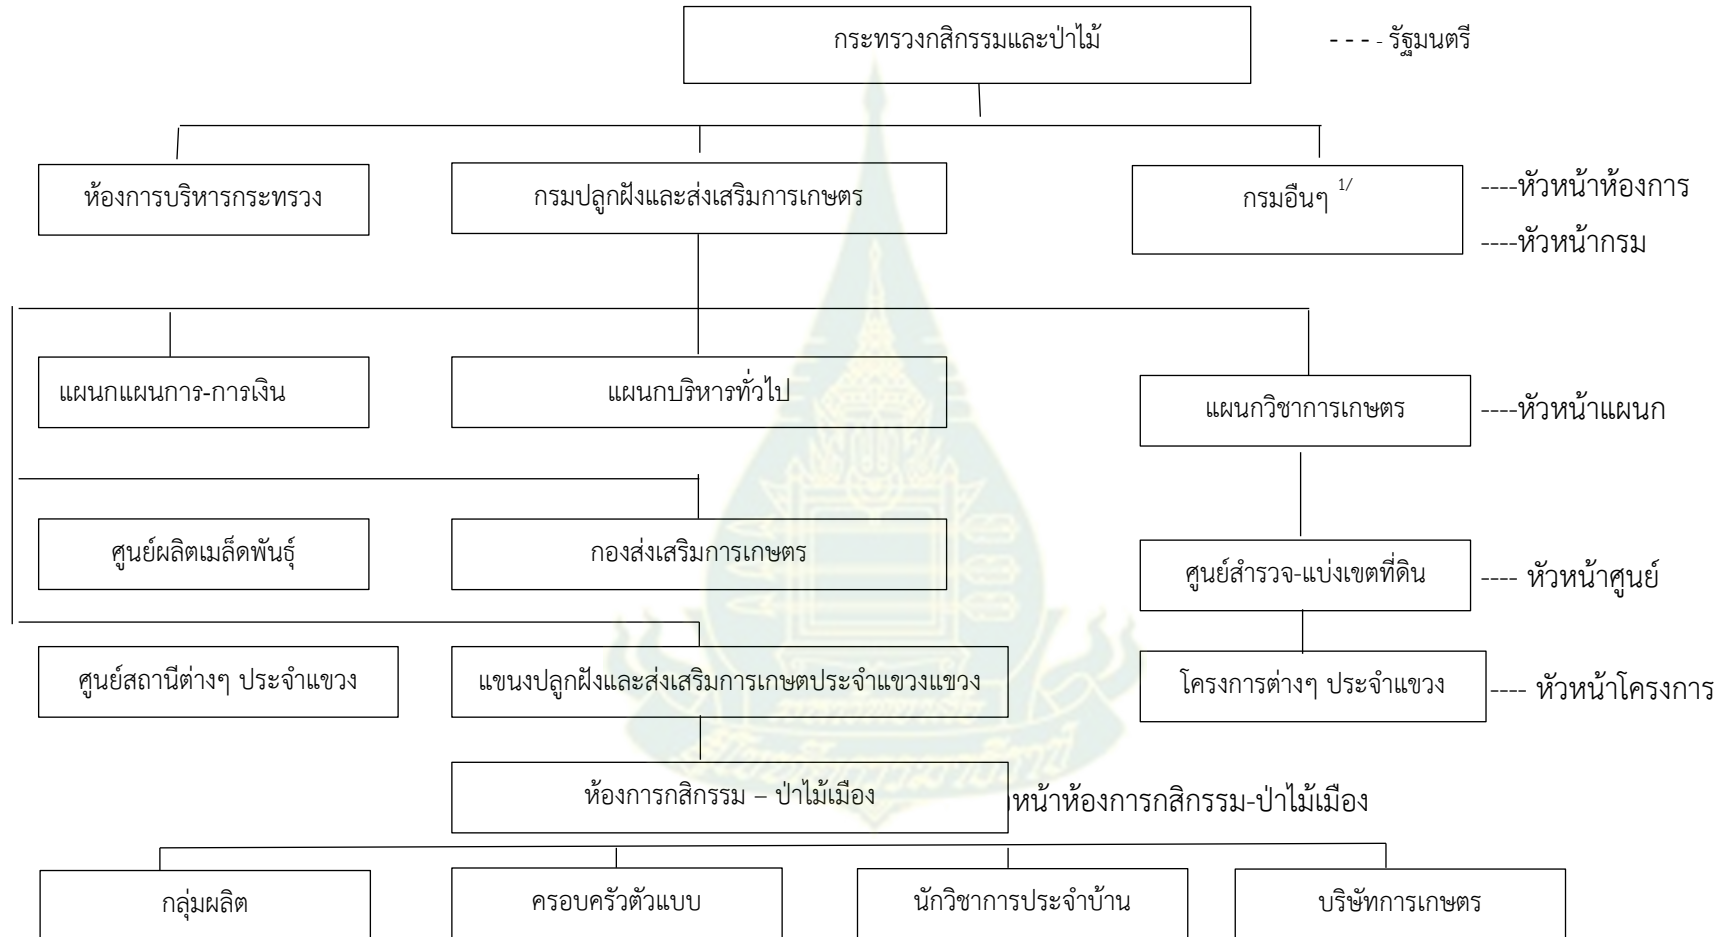 กระทรวงกสิกรรมและป่าไม้ - - - - รัฐมนตรี
ห้องการบริหารกระทรวง กรมปลูกฝังและส่งเสริมการเกษตร กรมอื่นๆ 1/ ----หัวหน้าห้องการ
----หัวหน้ากรม
แผนกแผนการ-การเงิน แผนกบริหารทั่วไป แผนกวิชาการเกษตร ----หัวหน้าแผนก
ศูนย์ผลิตเมล็ดพันธุ์ กองส่งเสริมการเกษตร ศูนย์สำรวจ-แบ่งเขตที่ดิน ---- หัวหน้าศูนย์
ศูนย์สถานีต่างๆ ประจำแขวง แขนงปลูกฝังและส่งเสริมการเกษตประจำแขวงแขวง โครงการต่างๆ ประจำแขวง ---- หัวหน้าโครงการ
ห้องการกสิกรรม – ป่าไม้เมือง หน้าห้องการกสิกรรม-ป่าไม้เมือง
กลุ่มผลิต ครอบครัวตัวแบบ นักวิชาการประจำบ้าน บริษัทการเกษตร